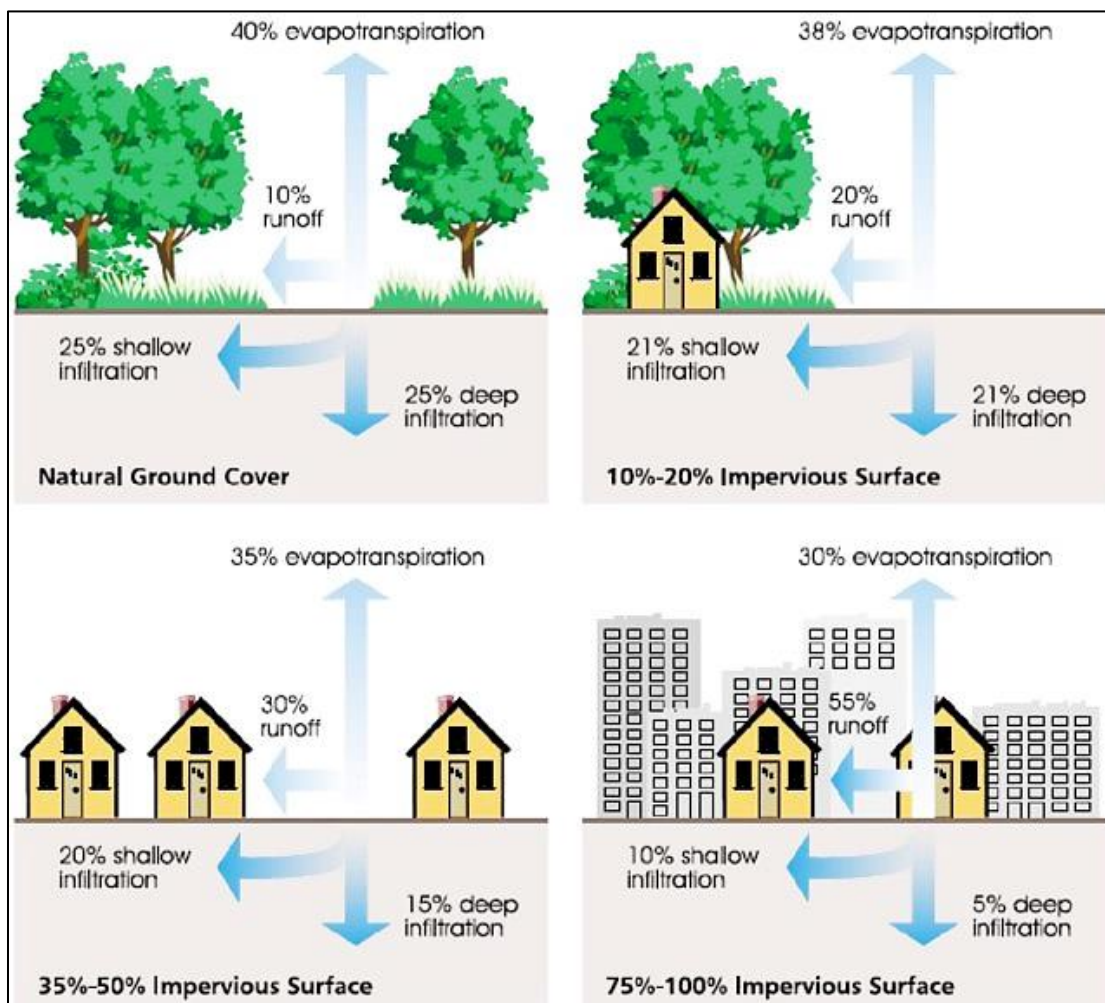 40% evapotranspiration
10%
runoff
25% shallow
infiltration
25% deep
infiltration
Natural Ground Cover
38% evapotranspiration
20%
runoff
21% shallow
infiltration
21% deep
infiltration
10%-20% Impervious Surface
35% evapotranspiration
30%
runoff
20% shallow
infiltration
15% deep
infiltration
35%-50% Impervious Surface
30% evapotranspiration
55%
runoff
10% shallow
infiltration
5% deep
infiltration
75%-100% Impervious Surface